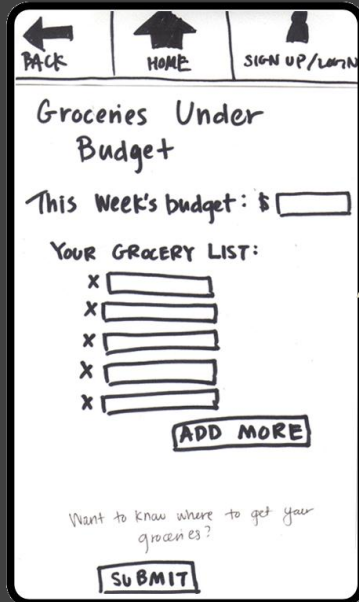 BACK
HOME
SIGN UP/LOGIN
Groceries Under
Budget
This Week's budget: $
YOUR GROCERY LIST:
X
X
X
X
X
ADD MORE
Want to know where to get your
groceries?
SUBMIT